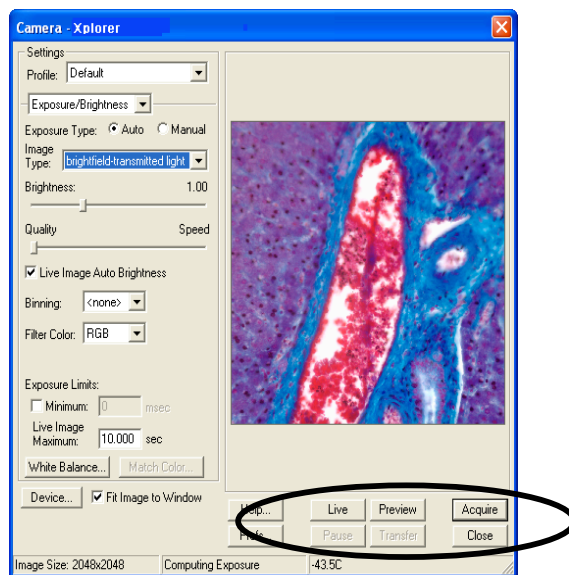 Camera - Xplorer
Settings
Profile: Default
Exposure/Brightness
Exposure Type: Auto Manual
Image
Type: brightfield-transmitted light
Brightness: 1.00
Quality Speed
Live Image Auto Brightness
Binning: <none>
Filter Color: RGB
Exposure Limits:
Minimum: 0 msec
Live Image
Maximum: 10.000 sec
White Balance... Match Color...
Device... Fit Image to Window
Help... Live Preview Acquire
Prefs... Pause Transfer Close
Image Size: 2048x2048 Computing Exposure -43.5C